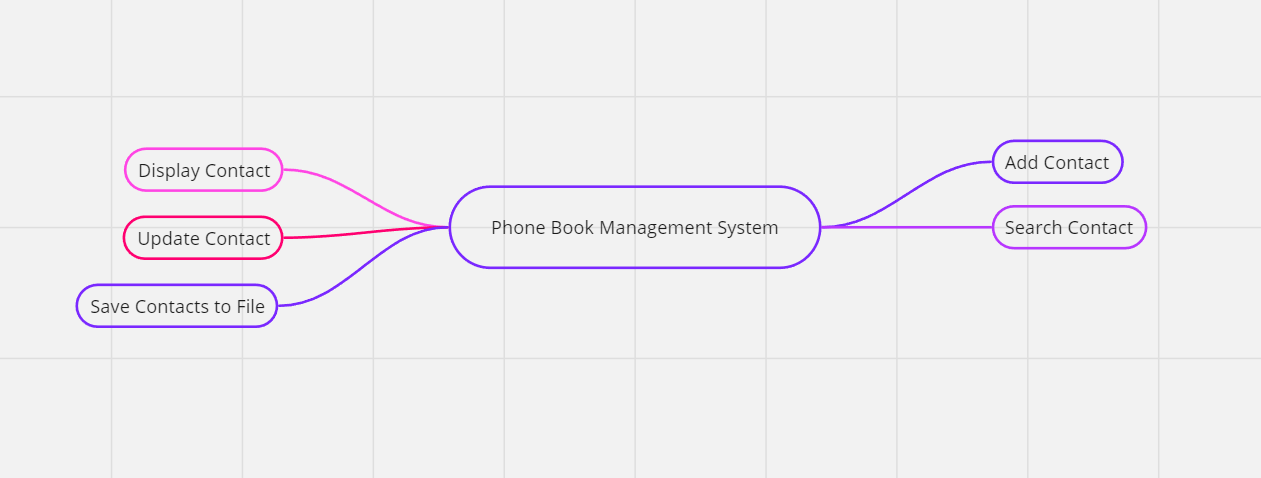 Display Contact
Update Contact
Save Contacts to File
Phone Book Management System
Add Contact
Search Contact